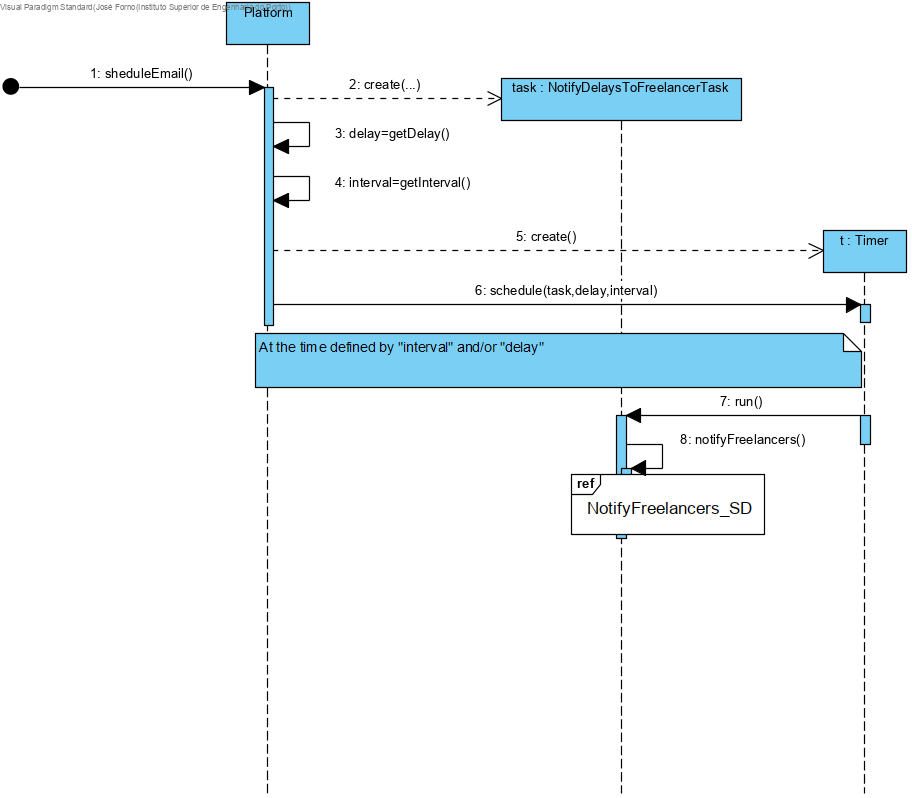 Visual Paradigm Standard(José Forno(Instituto Superior de Engenharia do Porto))
Platform
1: sheduleEmail()
2: create(...)
task : NotifyDelaysToFreelancerTask
3: delay=getDelay()
4: interval=getInterval()
5: create()
t : Timer
6: schedule(task,delay,interval)
At the time defined by "interval" and/or "delay"
7: run()
8: notifyFreelancers()
ref
NotifyFreelancers_SD